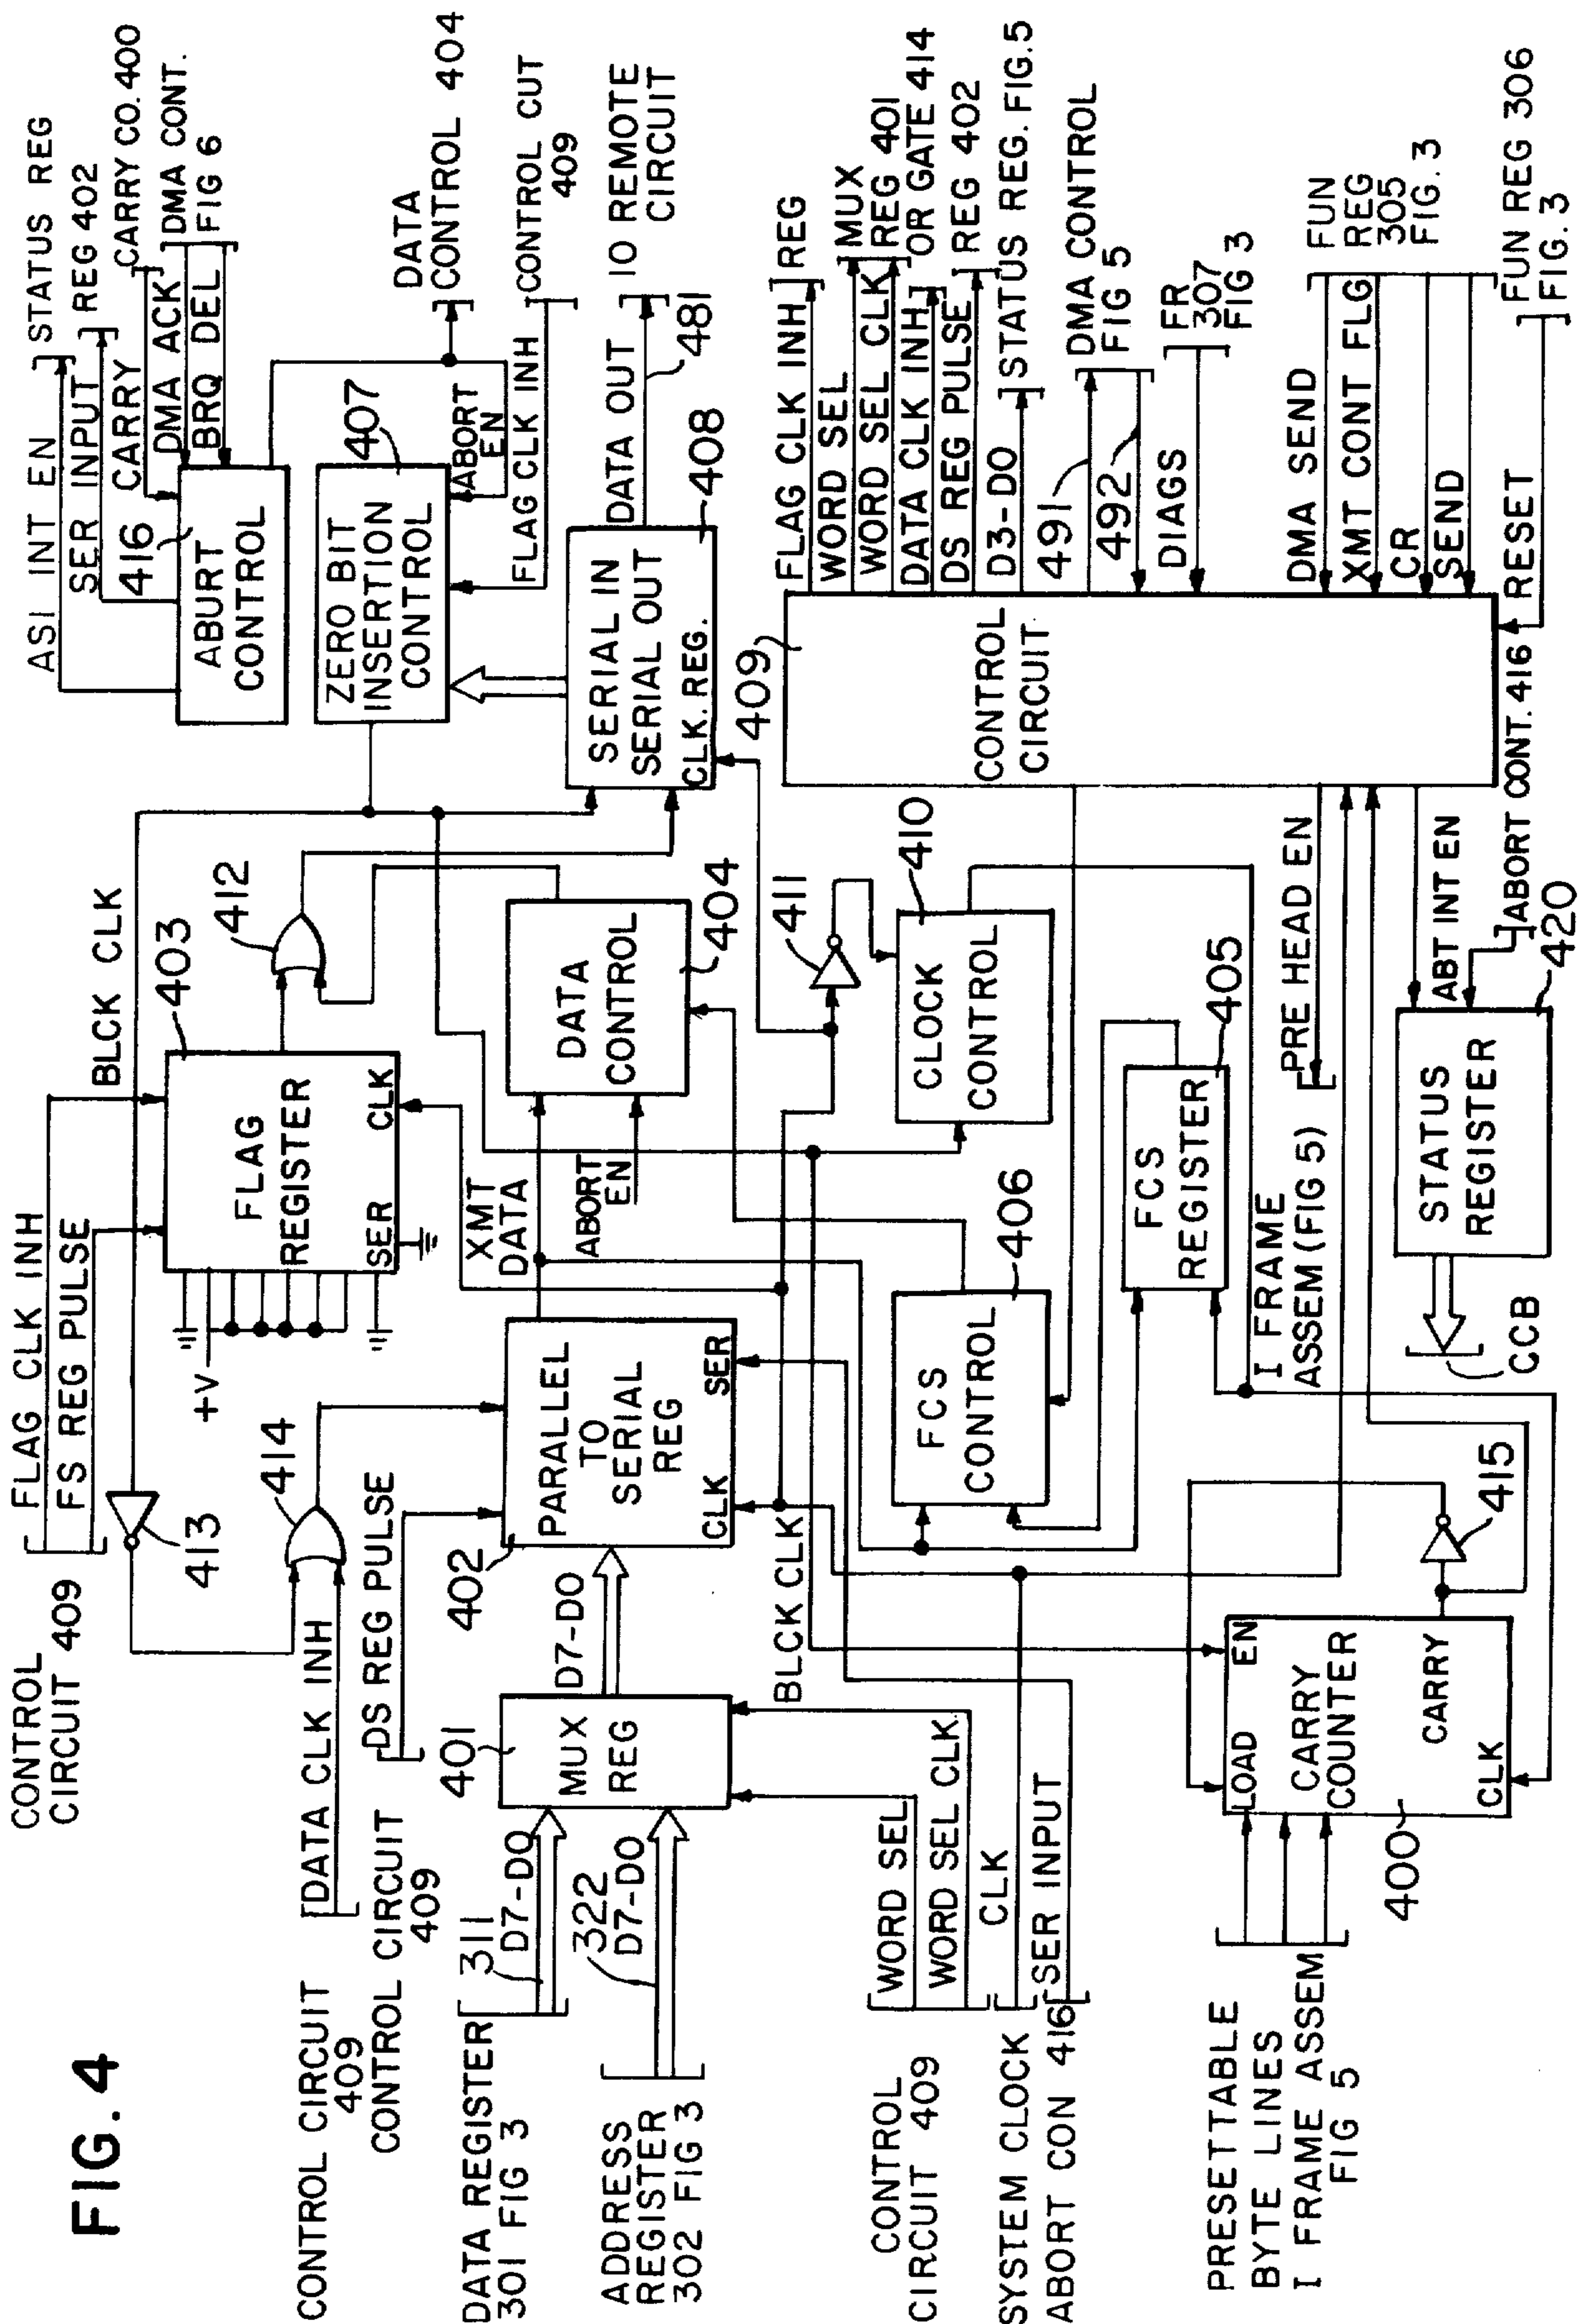 FIG. 4
CONTROL
CIRCUIT 409
FLAG CLK INH
FS REG PULSE
BLCK CLK
403
FLAG
REGISTER
SER
CLK
+V
412
413
414
CONTROL CIRCUIT
409
DATA CLK INH
CONTROL CIRCUIT
409
DS REG PULSE
DATA REGISTER
301 FIG 3
311
D7-D0
ADDRESS
REGISTER
302 FIG 3
322
D7-D0
401
MUX
REG
D7-D0
402
PARALLEL
TO
SERIAL
REG
CLK
SER
XMT
DATA
ABORT
EN
DATA
CONTROL
404
CONTROL
CIRCUIT 409
WORD SEL
WORD SEL CLK
SYSTEM CLOCK
CLK
ABORT CON 416
SER INPUT
BLCK CLK
FCS
CONTROL
406
FCS
REGISTER
405
411
CLOCK
CONTROL
410
PRESETTABLE
BYTE LINES
I FRAME ASSEM
FIG 5
LOAD
EN
CARRY
COUNTER
CARRY
CLK
400
415
I FRAME
ASSEM (FIG 5)
PRE HEAD EN
STATUS
REGISTER
420
CCB
ABT INT EN
ABORT CONT. 416
ASI INT EN
STATUS REG
SER INPUT
REG 402
CARRY
CARRY CO. 400
DMA ACK
BRQ DEL
DMA CONT.
FIG 6
416
ABURT
CONTROL
DATA
CONTROL 404
ZERO BIT
INSERTION
CONTROL
407
ABORT
EN
FLAG CLK INH
CONTROL CUT
409
SERIAL IN
SERIAL OUT
CLK. REG.
408
DATA OUT
481
IO REMOTE
CIRCUIT
409
CONTROL
CIRCUIT
FLAG CLK INH
REG
WORD SEL
WORD SEL CLK
MUX
REG 401
DATA CLK INH
OR GATE 414
DS REG PULSE
REG 402
D3-D0
STATUS REG. FIG. 5
491
492
DMA CONTROL
FIG 5
DIAGS
FR
307
FIG 3
DMA SEND
XMT CONT FLG
CR
SEND
FUN
REG
305
FIG. 3
RESET
FUN REG 306
FIG. 3